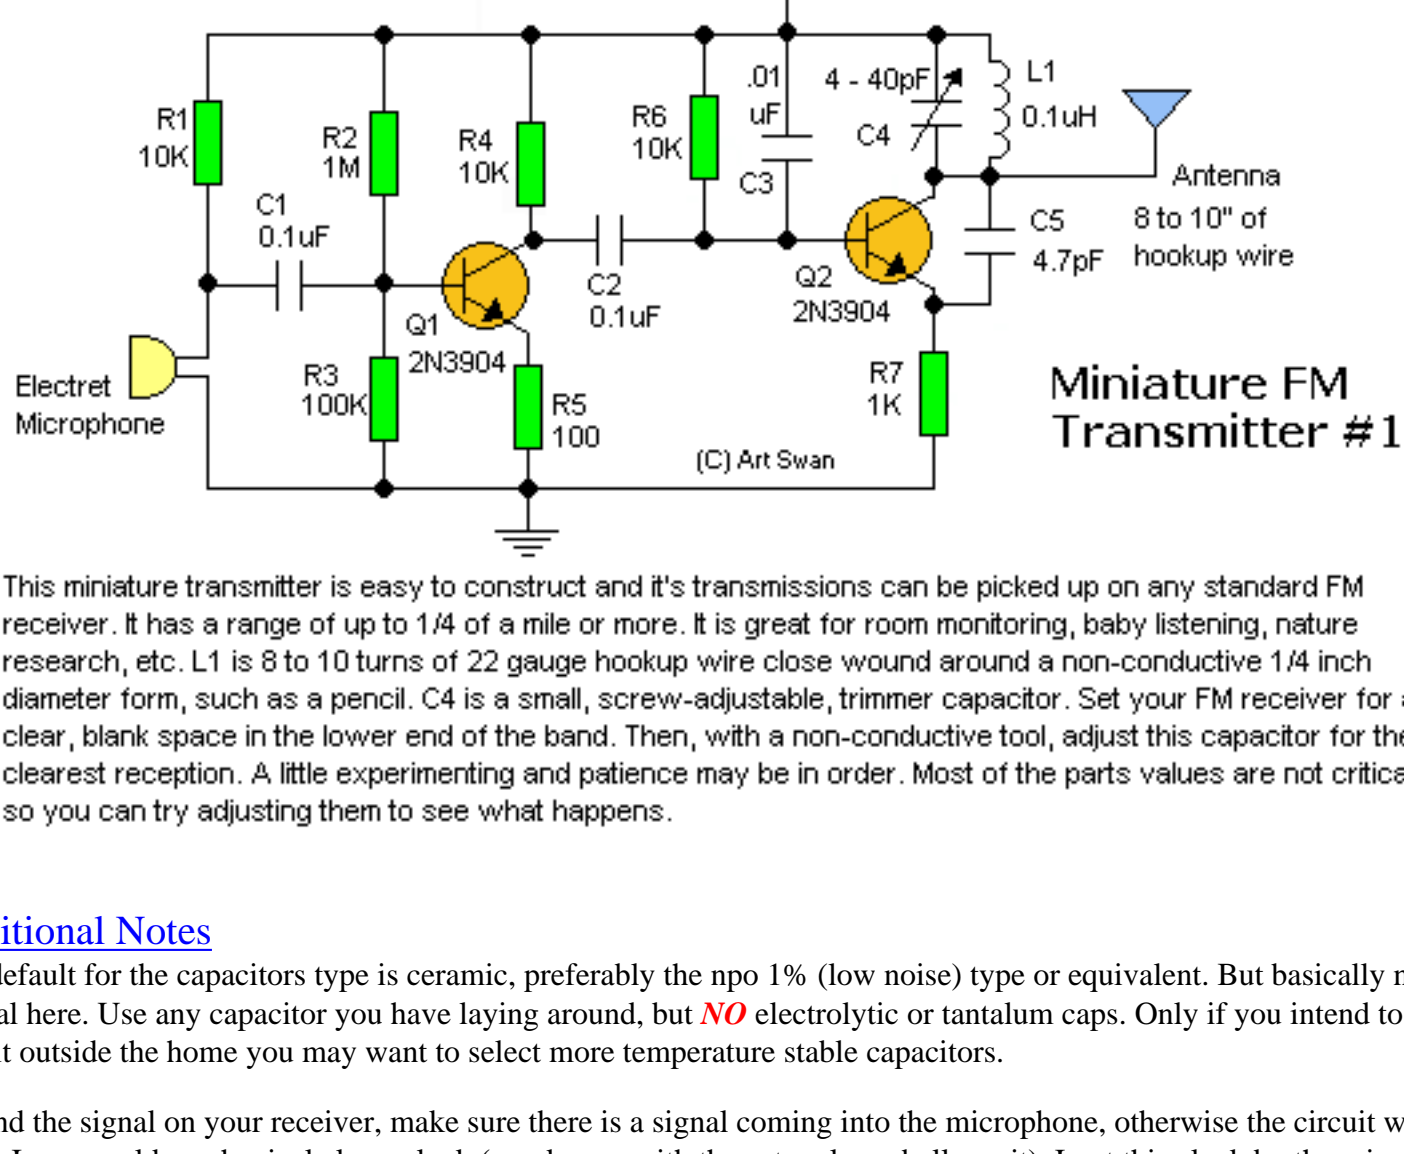 R1
10K
R2
1M
R4
10K
R6
10K
.01
uF
C3
4 - 40pF
C4
L1
0.1uH
Antenna
8 to 10" of
hookup wire
C1
0.1uF
C5
4.7pF
C2
0.1uF
Q2
2N3904
Q1
2N3904
Electret
Microphone
R3
100K
R5
100
R7
1K
Miniature FM
Transmitter #1
(C) Art Swan
This miniature transmitter is easy to construct and it's transmissions can be picked up on any standard FM
receiver. It has a range of up to 1/4 of a mile or more. It is great for room monitoring, baby listening, nature
research, etc. L1 is 8 to 10 turns of 22 gauge hookup wire close wound around a non-conductive 1/4 inch
diameter form, such as a pencil. C4 is a small, screw-adjustable, trimmer capacitor. Set your FM receiver for a
clear, blank space in the lower end of the band. Then, with a non-conductive tool, adjust this capacitor for the
clearest reception. A little experimenting and patience may be in order. Most of the parts values are not critica
so you can try adjusting them to see what happens.
itional Notes
default for the capacitors type is ceramic, preferably the npo 1% (low noise) type or equivalent. But basically n
al here. Use any capacitor you have laying around, but NO electrolytic or tantalum caps. Only if you intend to
t outside the home you may want to select more temperature stable capacitors.
nd the signal on your receiver, make sure there is a signal coming into the microphone, otherwise the circuit w